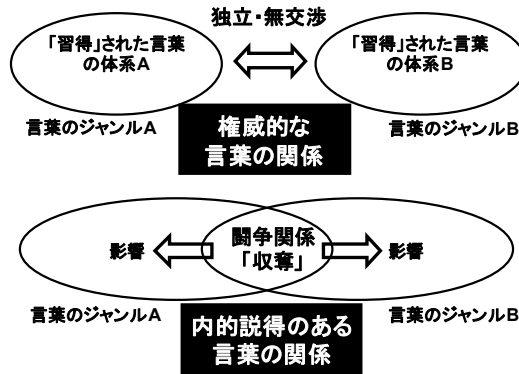 独立・無交渉
「習得」された言葉
の体系A
「習得」された言葉
の体系B
言葉のジャンルA
権威的な
言葉の関係
言葉のジャンルB
影響
闘争関係
「収奪」
影響
言葉のジャンルA
内的説得のある
言葉の関係
言葉のジャンルB